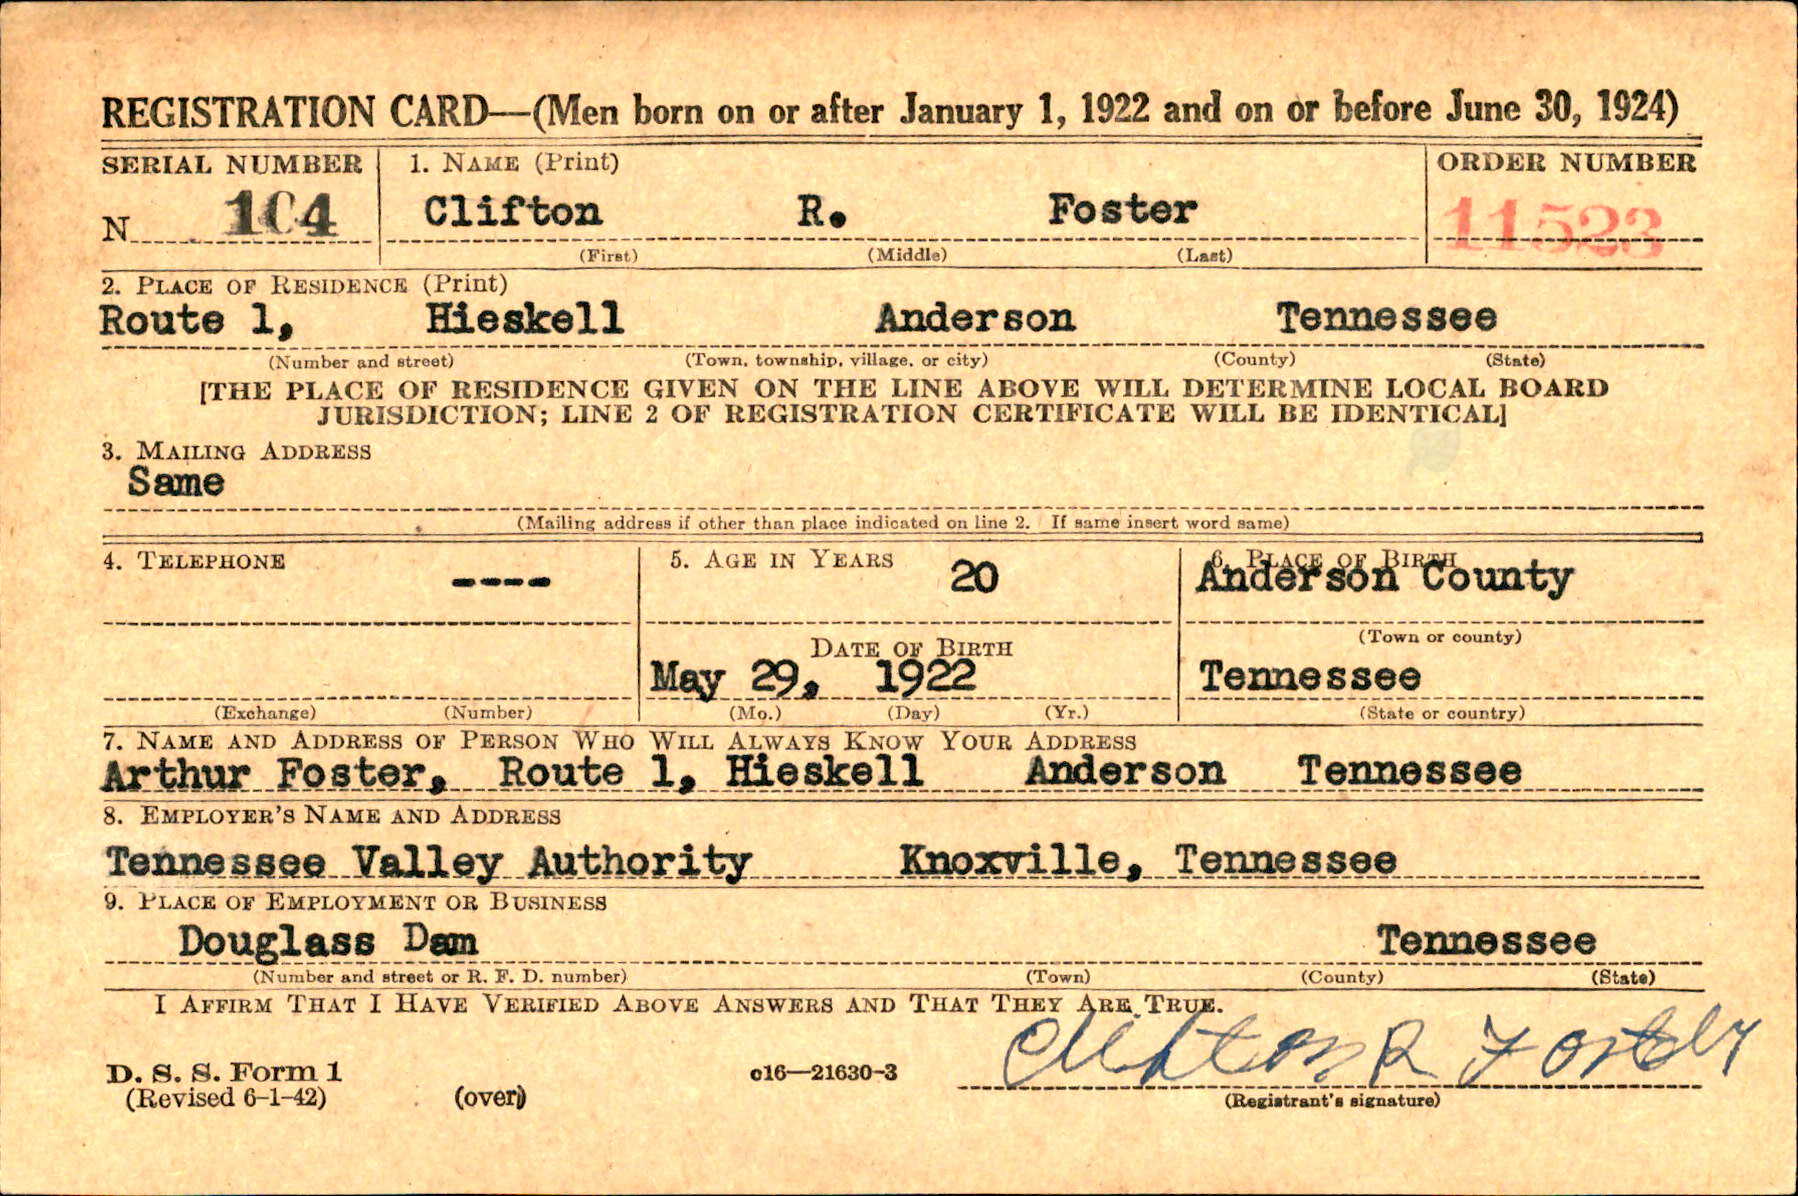 REGISTRATION CARD—(Men born on or after January 1, 1922 and on or before June 30, 1924)
SERIAL NUMBER 1. NAME (Print) ORDER NUMBER
N 104 Clifton R. Foster 11523
(First) (Middle) (Last)
2. PLACE OF RESIDENCE (Print)
Route 1, Hieskell Anderson Tennessee
(Number and street) (Town, township, village, or city) (County) (State)
[THE PLACE OF RESIDENCE GIVEN ON THE LINE ABOVE WILL DETERMINE LOCAL BOARD
JURISDICTION; LINE 2 OF REGISTRATION CERTIFICATE WILL BE IDENTICAL]
3. MAILING ADDRESS
Same
(Mailing address if other than place indicated on line 2. If same insert word same)
4. TELEPHONE 5. AGE IN YEARS 6. PLACE OF BIRTH
---- 20 Anderson County
(Town or county)
DATE OF BIRTH
May 29, 1922 Tennessee
(Exchange) (Number) (Mo.) (Day) (Yr.) (State or country)
7. NAME AND ADDRESS OF PERSON WHO WILL ALWAYS KNOW YOUR ADDRESS
Arthur Foster, Route 1, Hieskell Anderson Tennessee
8. EMPLOYER'S NAME AND ADDRESS
Tennessee Valley Authority Knoxville, Tennessee
9. PLACE OF EMPLOYMENT OR BUSINESS
Douglass Dam Tennessee
(Number and street or R. F. D. number) (Town) (County) (State)
I AFFIRM THAT I HAVE VERIFIED ABOVE ANSWERS AND THAT THEY ARE TRUE.
Clifton R Foster
D. S. S. Form 1 c16—21630-3
(Revised 6-1-42) (over) (Registrant's signature)